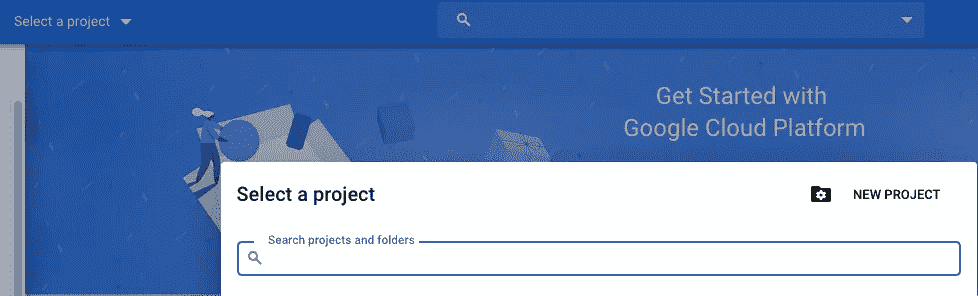 Select a project
Get Started with
Google Cloud Platform
Select a project
NEW PROJECT
Search projects and folders